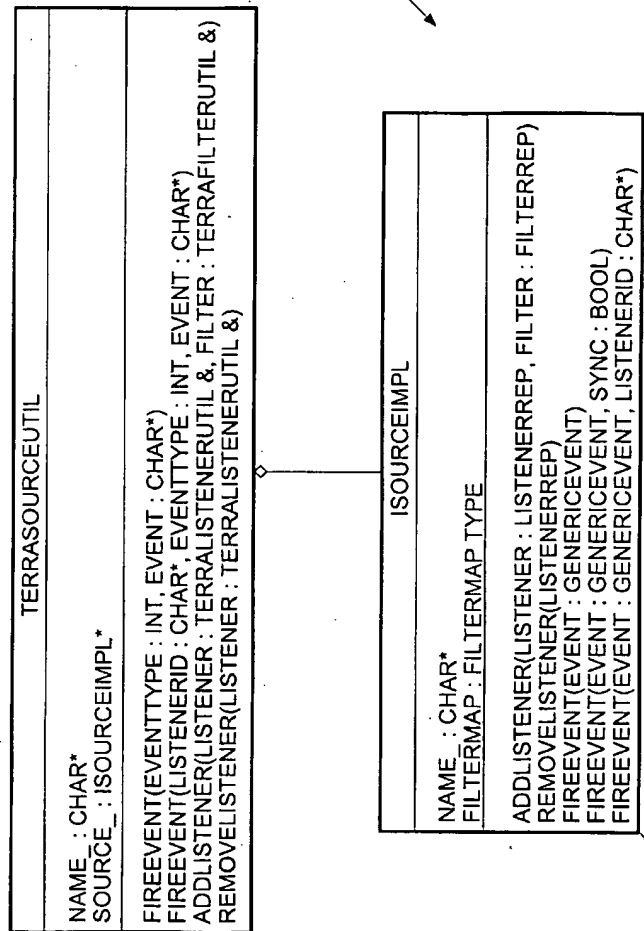 TERRASOURCEUTIL
NAME_ : CHAR*
SOURCE_ : ISOURCEIMPL*
FIREEVENT(EVENTTYPE : INT, EVENT : CHAR*)
FIREEVENT(LISTENERID : CHAR*, EVENTTYPE : INT, EVENT : CHAR*)
ADDLISTENER(LISTENER : TERRALISTENERUTIL &, FILTER : TERRAFILTERUTIL &)
REMOVELISTENER(LISTENER : TERRALISTENERUTIL &)
ISOURCEIMPL
NAME_ : CHAR*
FILTERMAP : FILTERMAP TYPE
ADDLISTENER(LISTENER : LISTENERREP, FILTER : FILTERREP)
REMOVELISTENER(LISTENERREP)
FIREEVENT(EVENT : GENERICEVENT)
FIREEVENT(EVENT : GENERICEVENT, SYNC : BOOL)
FIREEVENT(EVENT : GENERICEVENT, LISTENERID : CHAR*)